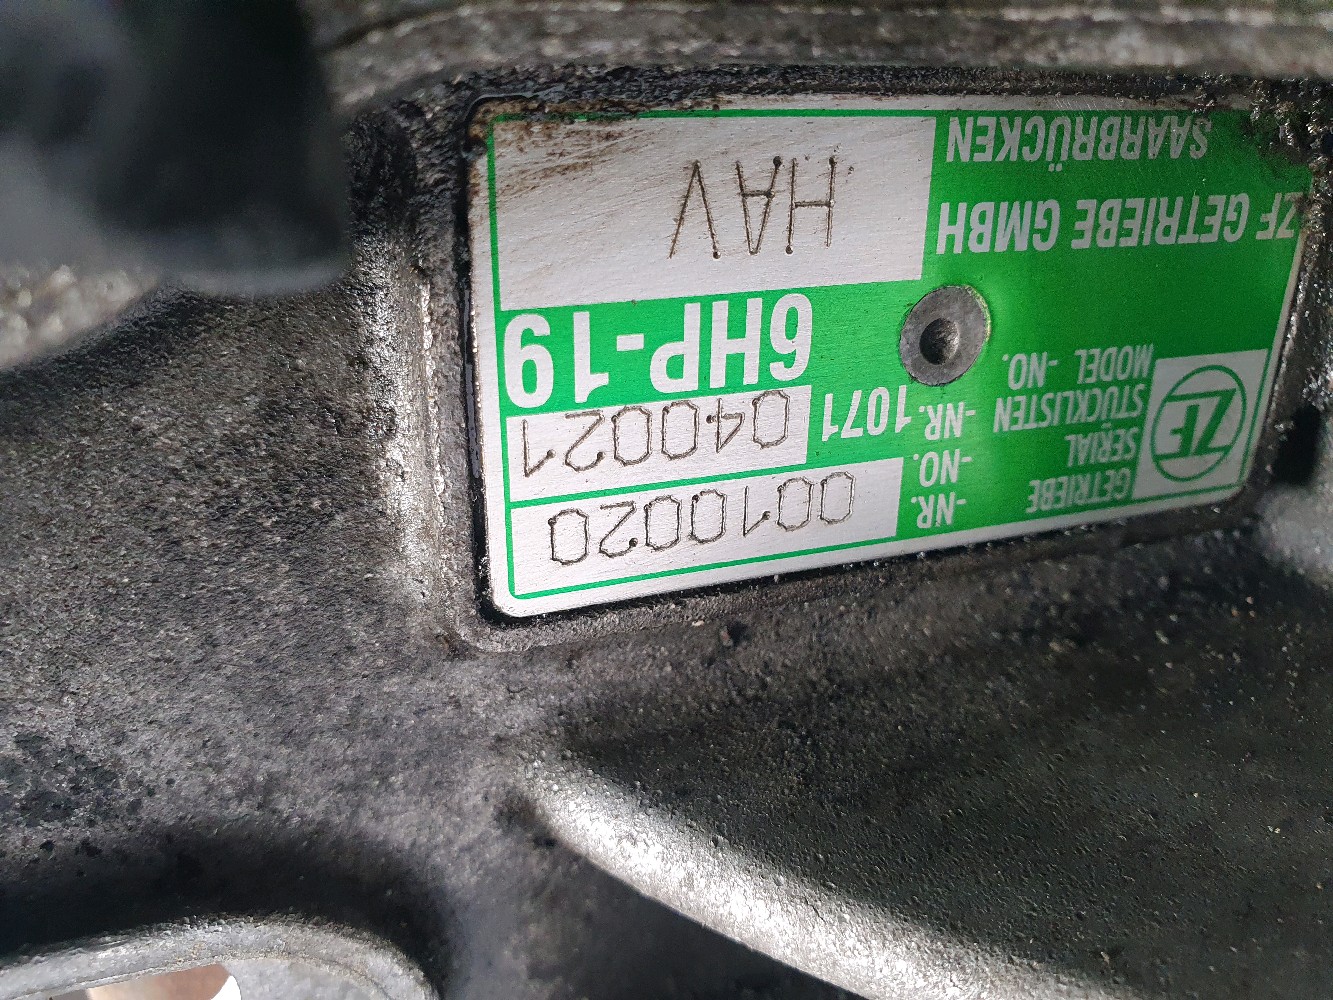 ZF
GETRIEBE -NR. 0010020
SERIAL -NO.
STÜCKLISTEN -NR. 1071 040021
MODEL -NO.
6HP-19
ZF GETRIEBE GMBH HAV
SAARBRÜCKEN